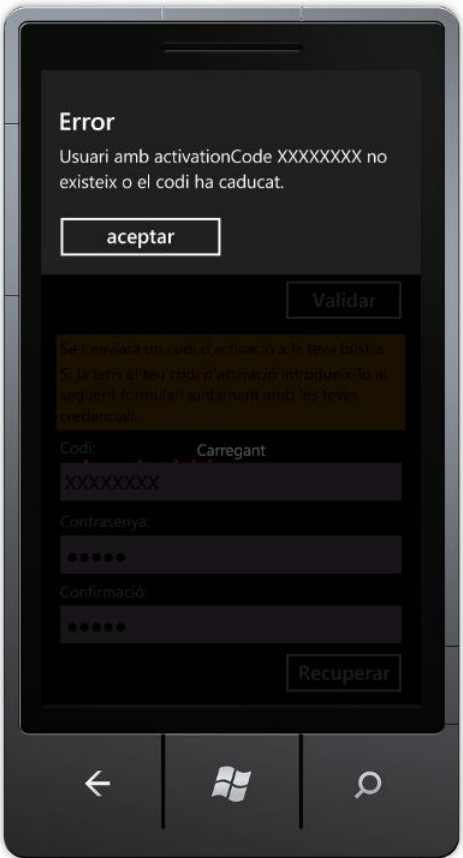 Error
Usuari amb activationCode XXXXXXXX no
existeix o el codi ha caducat.
aceptar
Validar
Se t'enviarà un codi d'activació a la teva bústia.
Si ja tens el teu codi d'activació introdueix-lo al
següent formulari juntament amb les teves
credencials
Codi:
Carregant
XXXXXXXX
Contrasenya:
●●●●●
Confirmació:
●●●●●
Recuperar